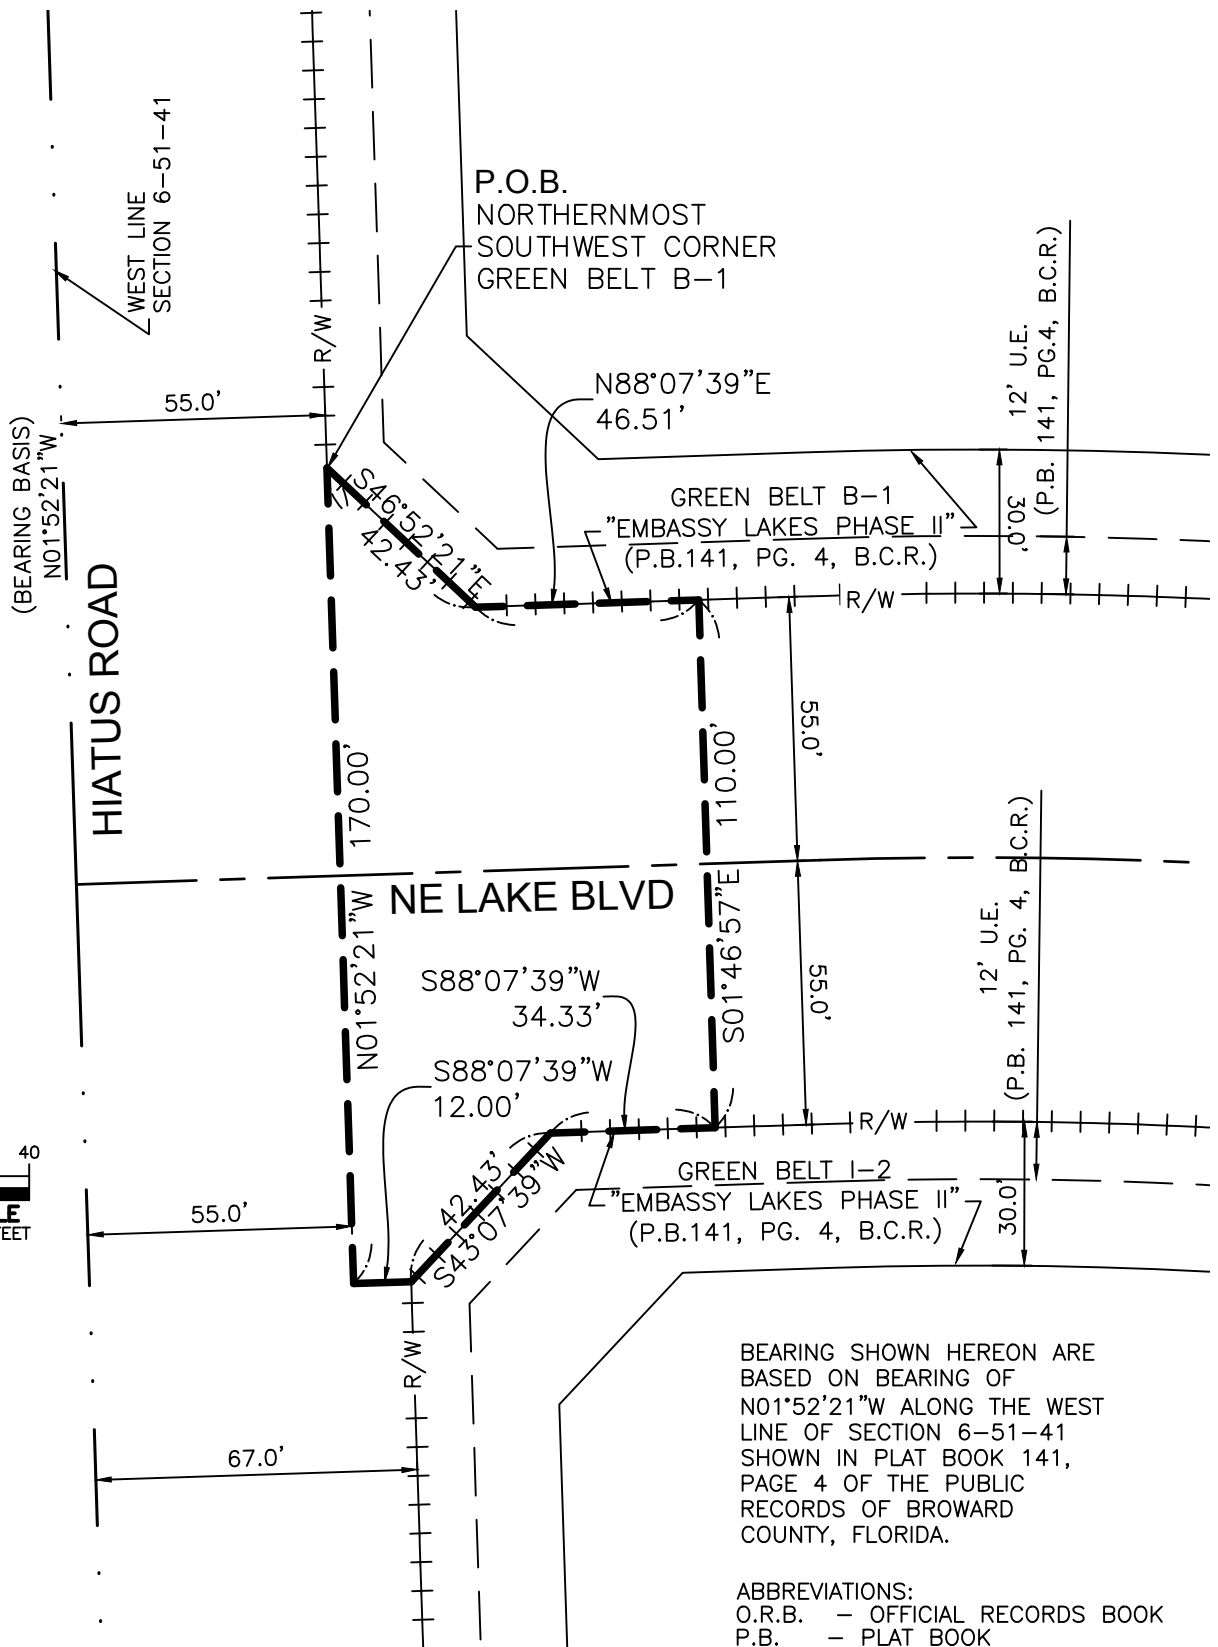 WEST LINE
SECTION 6-51-41
P.O.B.
NORTHERNMOST
SOUTHWEST CORNER
GREEN BELT B-1
R/W
12' U.E.
(P.B. 141, PG.4, B.C.R.)
55.0'
N88°07'39"E
46.51'
(BEARING BASIS)
N01°52'21"W
S46°52'21"E
42.43'
GREEN BELT B-1
"EMBASSY LAKES PHASE II"
(P.B.141, PG. 4, B.C.R.)
30.0'
R/W
HIATUS ROAD
170.00'
N01°52'21"W
110.00'
S01°46'57"E
55.0'
NE LAKE BLVD
55.0'
12' U.E.
(P.B. 141, PG. 4, B.C.R.)
S88°07'39"W
34.33'
S88°07'39"W
12.00'
R/W
42.43'
S43°07'39"W
GREEN BELT I-2
"EMBASSY LAKES PHASE II"
(P.B.141, PG. 4, B.C.R.)
30.0'
40
LE
EET
55.0'
R/W
67.0'
BEARING SHOWN HEREON ARE
BASED ON BEARING OF
N01°52'21"W ALONG THE WEST
LINE OF SECTION 6-51-41
SHOWN IN PLAT BOOK 141,
PAGE 4 OF THE PUBLIC
RECORDS OF BROWARD
COUNTY, FLORIDA.
ABBREVIATIONS:
O.R.B. - OFFICIAL RECORDS BOOK
P.B. - PLAT BOOK